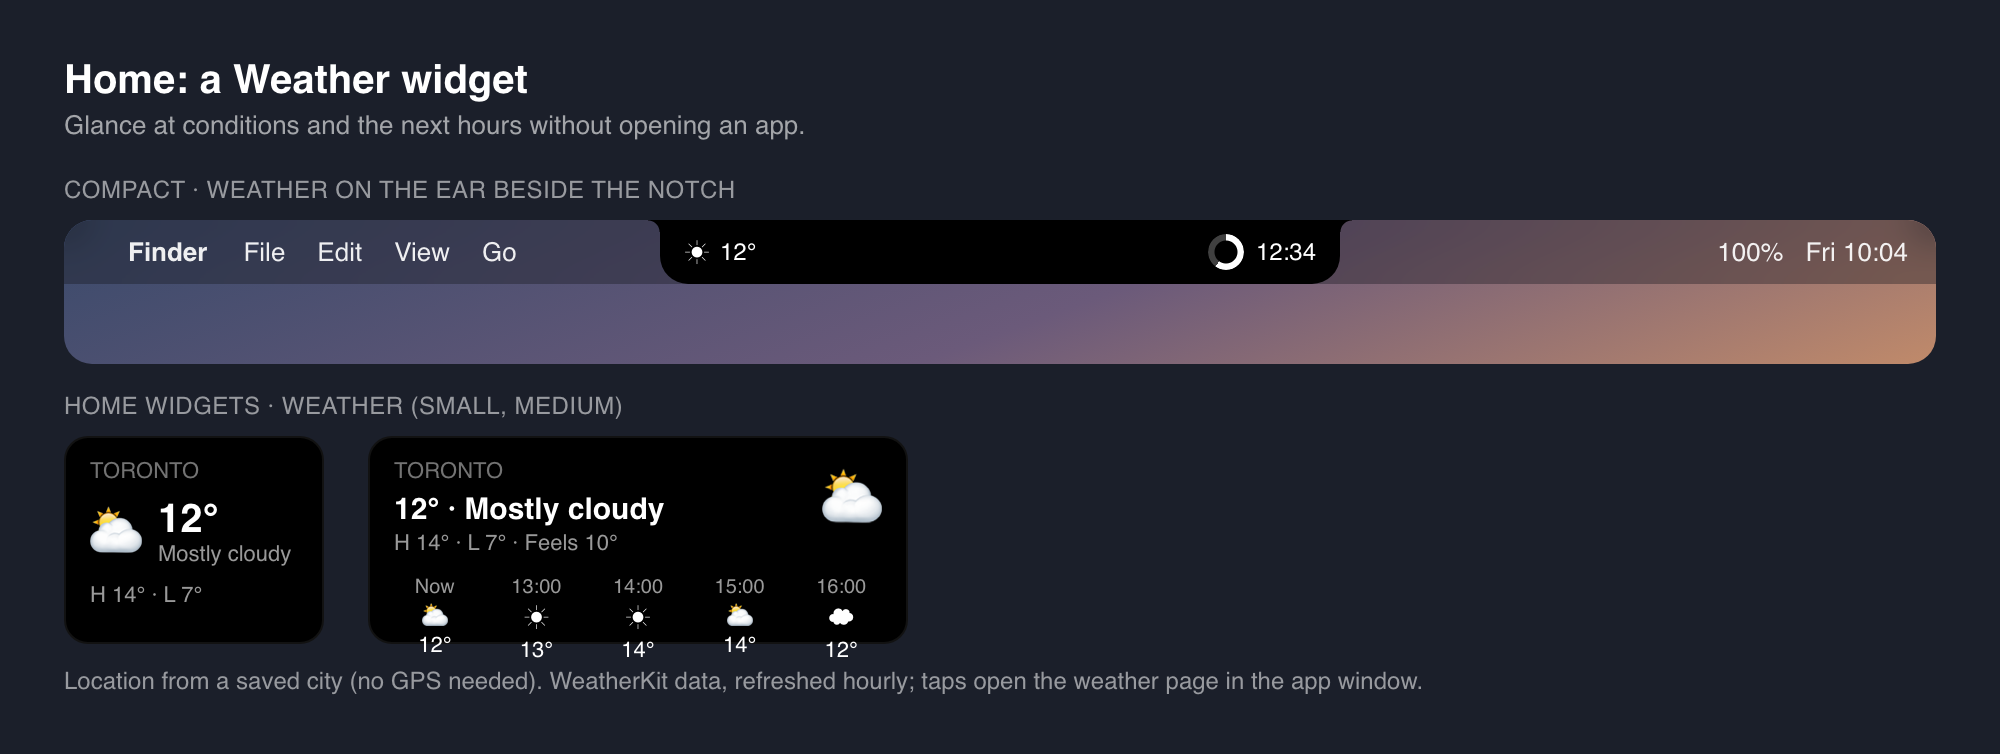 Home: a Weather widget
Glance at conditions and the next hours without opening an app.
COMPACT · WEATHER ON THE EAR BESIDE THE NOTCH
Finder File Edit View Go 12° 12:34 100% Fri 10:04
HOME WIDGETS · WEATHER (SMALL, MEDIUM)
TORONTO
12°
Mostly cloudy
H 14° · L 7°
TORONTO
12° · Mostly cloudy
H 14° · L 7° · Feels 10°
Now 13:00 14:00 15:00 16:00
12° 13° 14° 14° 12°
Location from a saved city (no GPS needed). WeatherKit data, refreshed hourly; taps open the weather page in the app window.